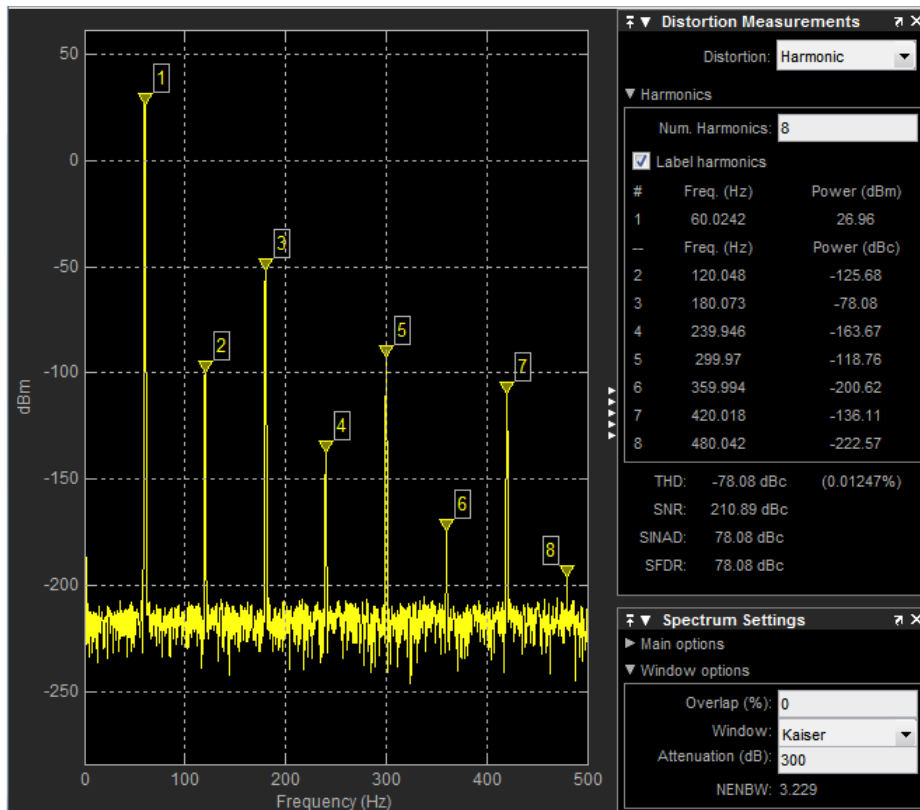 50
0
-50
-100
-150
-200
-250
dBm
0 100 200 300 400 500
Frequency (Hz)
1
2
3
4
5
6
7
8
Distortion Measurements
Distortion: Harmonic
Harmonics
Num. Harmonics: 8
Label harmonics
# Freq. (Hz) Power (dBm)
1 60.0242 26.96
-- Freq. (Hz) Power (dBc)
2 120.048 -125.68
3 180.073 -78.08
4 239.946 -163.67
5 299.97 -118.76
6 359.994 -200.62
7 420.018 -136.11
8 480.042 -222.57
THD: -78.08 dBc (0.01247%)
SNR: 210.89 dBc
SINAD: 78.08 dBc
SFDR: 78.08 dBc
Spectrum Settings
Main options
Window options
Overlap (%): 0
Window: Kaiser
Attenuation (dB): 300
NENBW: 3.229